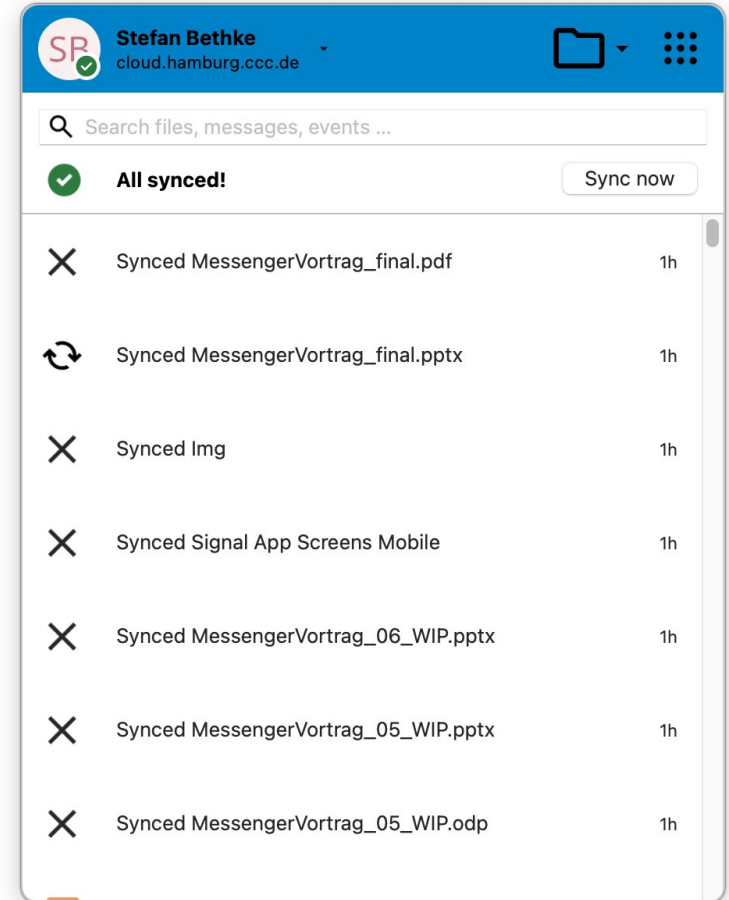 SB
Stefan Bethke
cloud.hamburg.ccc.de
Search files, messages, events ...
All synced!
Sync now
Synced MessengerVortrag_final.pdf 1h
Synced MessengerVortrag_final.pptx 1h
Synced Img 1h
Synced Signal App Screens Mobile 1h
Synced MessengerVortrag_06_WIP.pptx 1h
Synced MessengerVortrag_05_WIP.pptx 1h
Synced MessengerVortrag_05_WIP.odp 1h